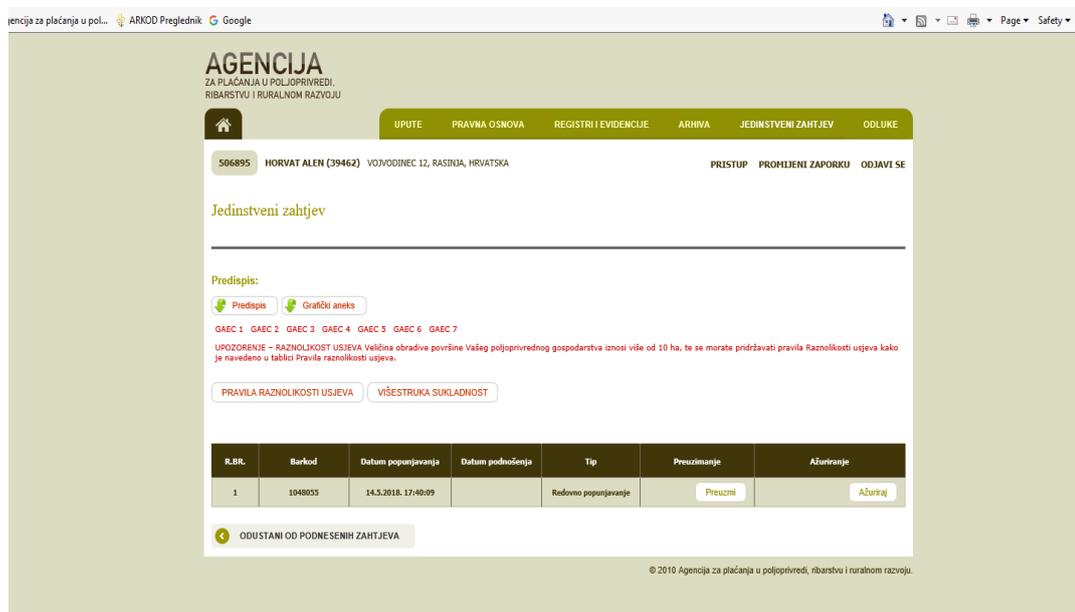 gencija za plaćanja u pol... ARKOD Preglednik Google Page Safety
AGENCIJA
ZA PLAĆANJA U POLJOPRIVREDI,
RIBARSTVU I RURALNOM RAZVOJU
UPUTE PRAVNA OSNOVA REGISTRI I EVIDENCIJE ARHIVA JEDINSTVENI ZAHTJEV ODLUKE
506895 HORVAT ALEN (39462) VOJVODINEC 12, RASINJA, HRVATSKA PRISTUP PROMIJENI ZAPORKU ODJAVI SE
Jedinstveni zahtjev
Predispis:
Predispis Grafički aneks
GAEC 1 GAEC 2 GAEC 3 GAEC 4 GAEC 5 GAEC 6 GAEC 7
UPOZORENJE – RAZNOLIKOST USJEVA Veličina obradive površine Vašeg poljoprivrednog gospodarstva iznosi više od 10 ha, te se morate pridržavati pravila Raznolikosti usjeva kako
je navedeno u tablici Pravila raznolikosti usjeva.
PRAVILA RAZNOLIKOSTI USJEVA VIŠESTRUKA SUKLADNOST
R.BR. Barkod Datum popunjavanja Datum podnošenja Tip Preuzimanje Ažuriranje
1 1048055 14.5.2018. 17:40:09 Redovno popunjavanje Preuzmi Ažuriraj
ODUSTANI OD PODNESENIH ZAHTJEVA
© 2010 Agencija za plaćanja u poljoprivredi, ribarstvu i ruralnom razvoju.